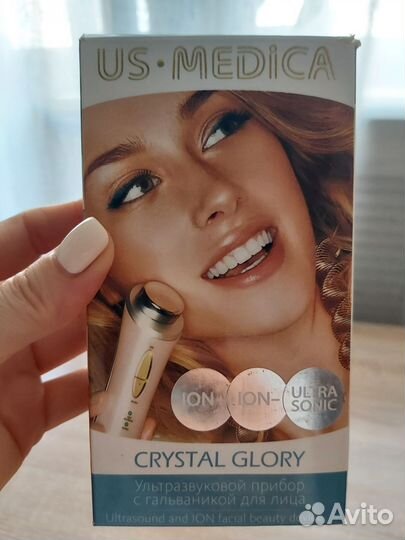 US·MEDICA
ION
ION−
ULTRA
SONIC
CRYSTAL GLORY
Ультразвуковой прибор
с гальваникой для лица
Ultrasound and ION facial beauty
Avito